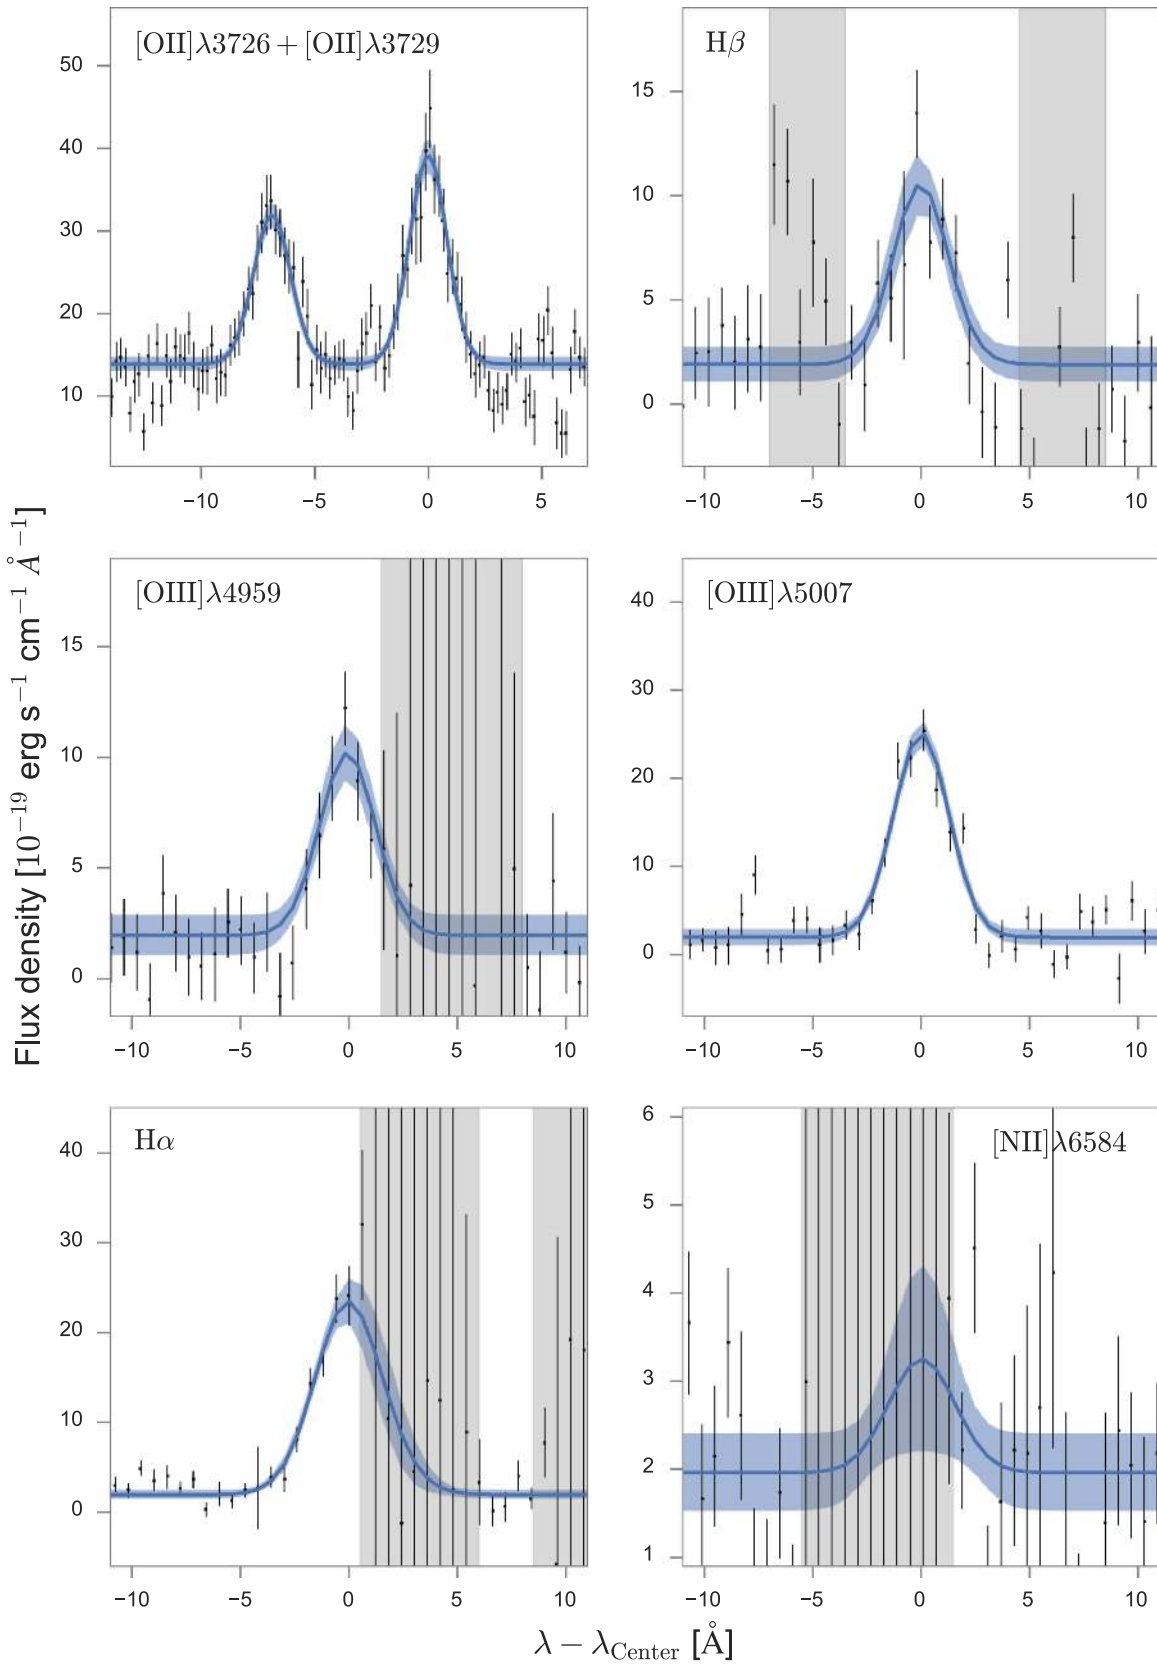 [OII]λ3726 + [OII]λ3729
50
40
30
20
10
−10 −5 0 5
Hβ
15
10
5
0
−10 −5 0 5 10
Flux density [10⁻¹⁹ erg s⁻¹ cm⁻¹ Å⁻¹]
[OIII]λ4959
15
10
5
0
−10 −5 0 5 10
[OIII]λ5007
40
30
20
10
0
−10 −5 0 5 10
Hα
40
30
20
10
0
−10 −5 0 5 10
[NII]λ6584
6
5
4
3
2
1
−10 −5 0 5 10
λ − λCenter [Å]